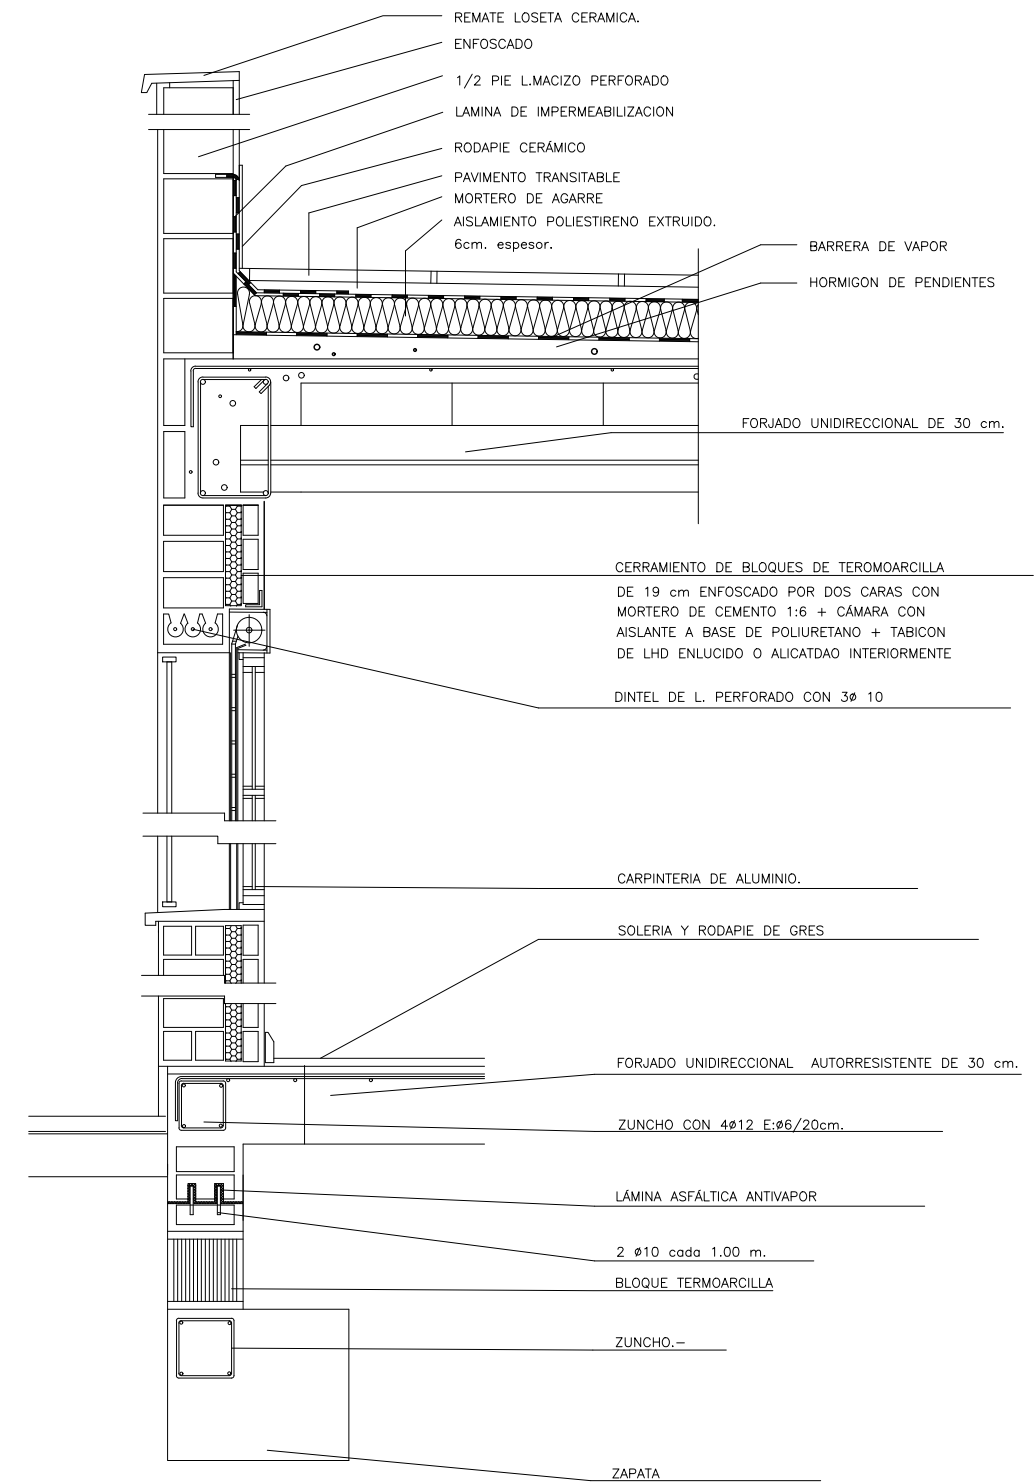 REMATE LOSETA CERAMICA.
ENFOSCADO
1/2 PIE L.MACIZO PERFORADO
LAMINA DE IMPERMEABILIZACION
RODAPIE CERÁMICO
PAVIMENTO TRANSITABLE
MORTERO DE AGARRE
AISLAMIENTO POLIESTIRENO EXTRUIDO.
6cm. espesor.
BARRERA DE VAPOR
HORMIGON DE PENDIENTES
FORJADO UNIDIRECCIONAL DE 30 cm.
CERRAMIENTO DE BLOQUES DE TEROMOARCILLA
DE 19 cm ENFOSCADO POR DOS CARAS CON
MORTERO DE CEMENTO 1:6 + CÁMARA CON
AISLANTE A BASE DE POLIURETANO + TABICON
DE LHD ENLUCIDO O ALICATDAO INTERIORMENTE
DINTEL DE L. PERFORADO CON 3ø 10
CARPINTERIA DE ALUMINIO.
SOLERIA Y RODAPIE DE GRES
FORJADO UNIDIRECCIONAL AUTORRESISTENTE DE 30 cm.
ZUNCHO CON 4ø12 E:ø6/20cm.
LÁMINA ASFÁLTICA ANTIVAPOR
2 ø10 cada 1.00 m.
BLOQUE TERMOARCILLA
ZUNCHO.–
ZAPATA